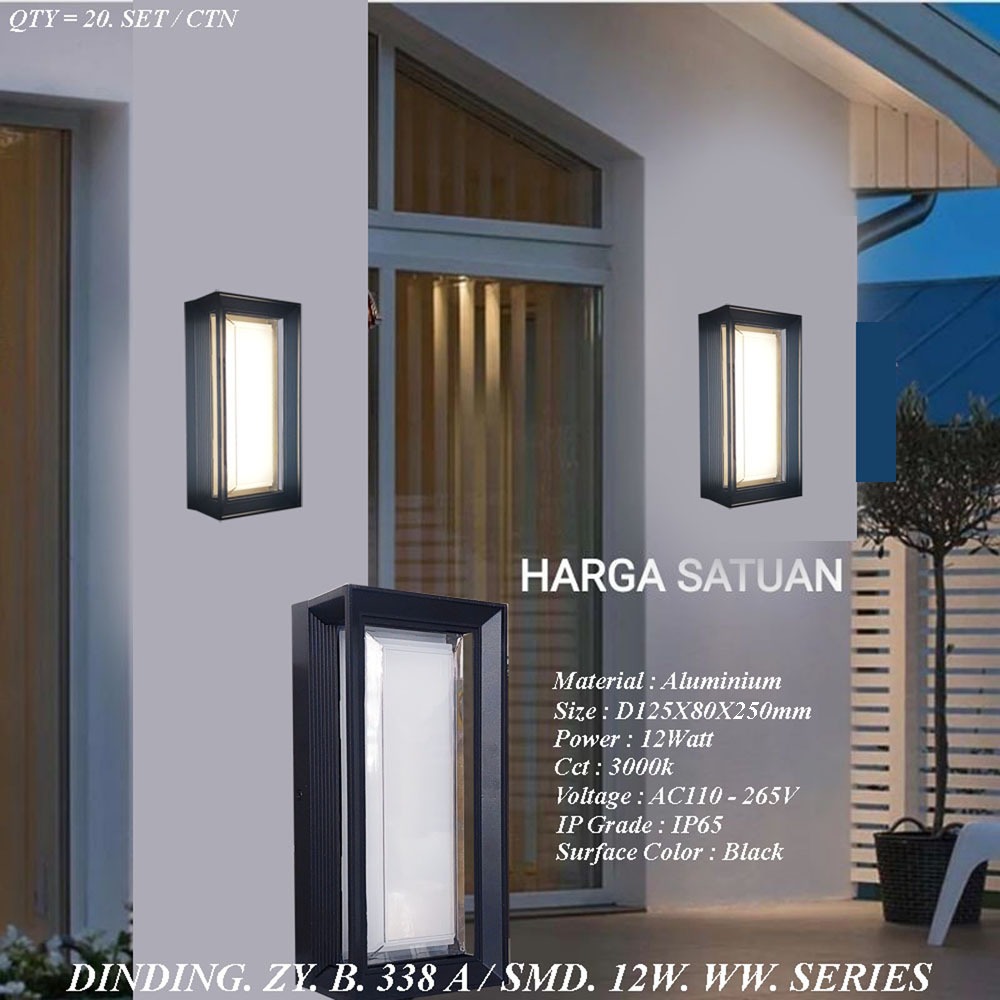 QTY = 20. SET / CTN
HARGA SATUAN
Material : Aluminium
Size : D125X80X250mm
Power : 12Watt
Cct : 3000k
Voltage : AC110 - 265V
IP Grade : IP65
Surface Color : Black
DINDING. ZY. B. 338 A / SMD. 12W. WW. SERIES